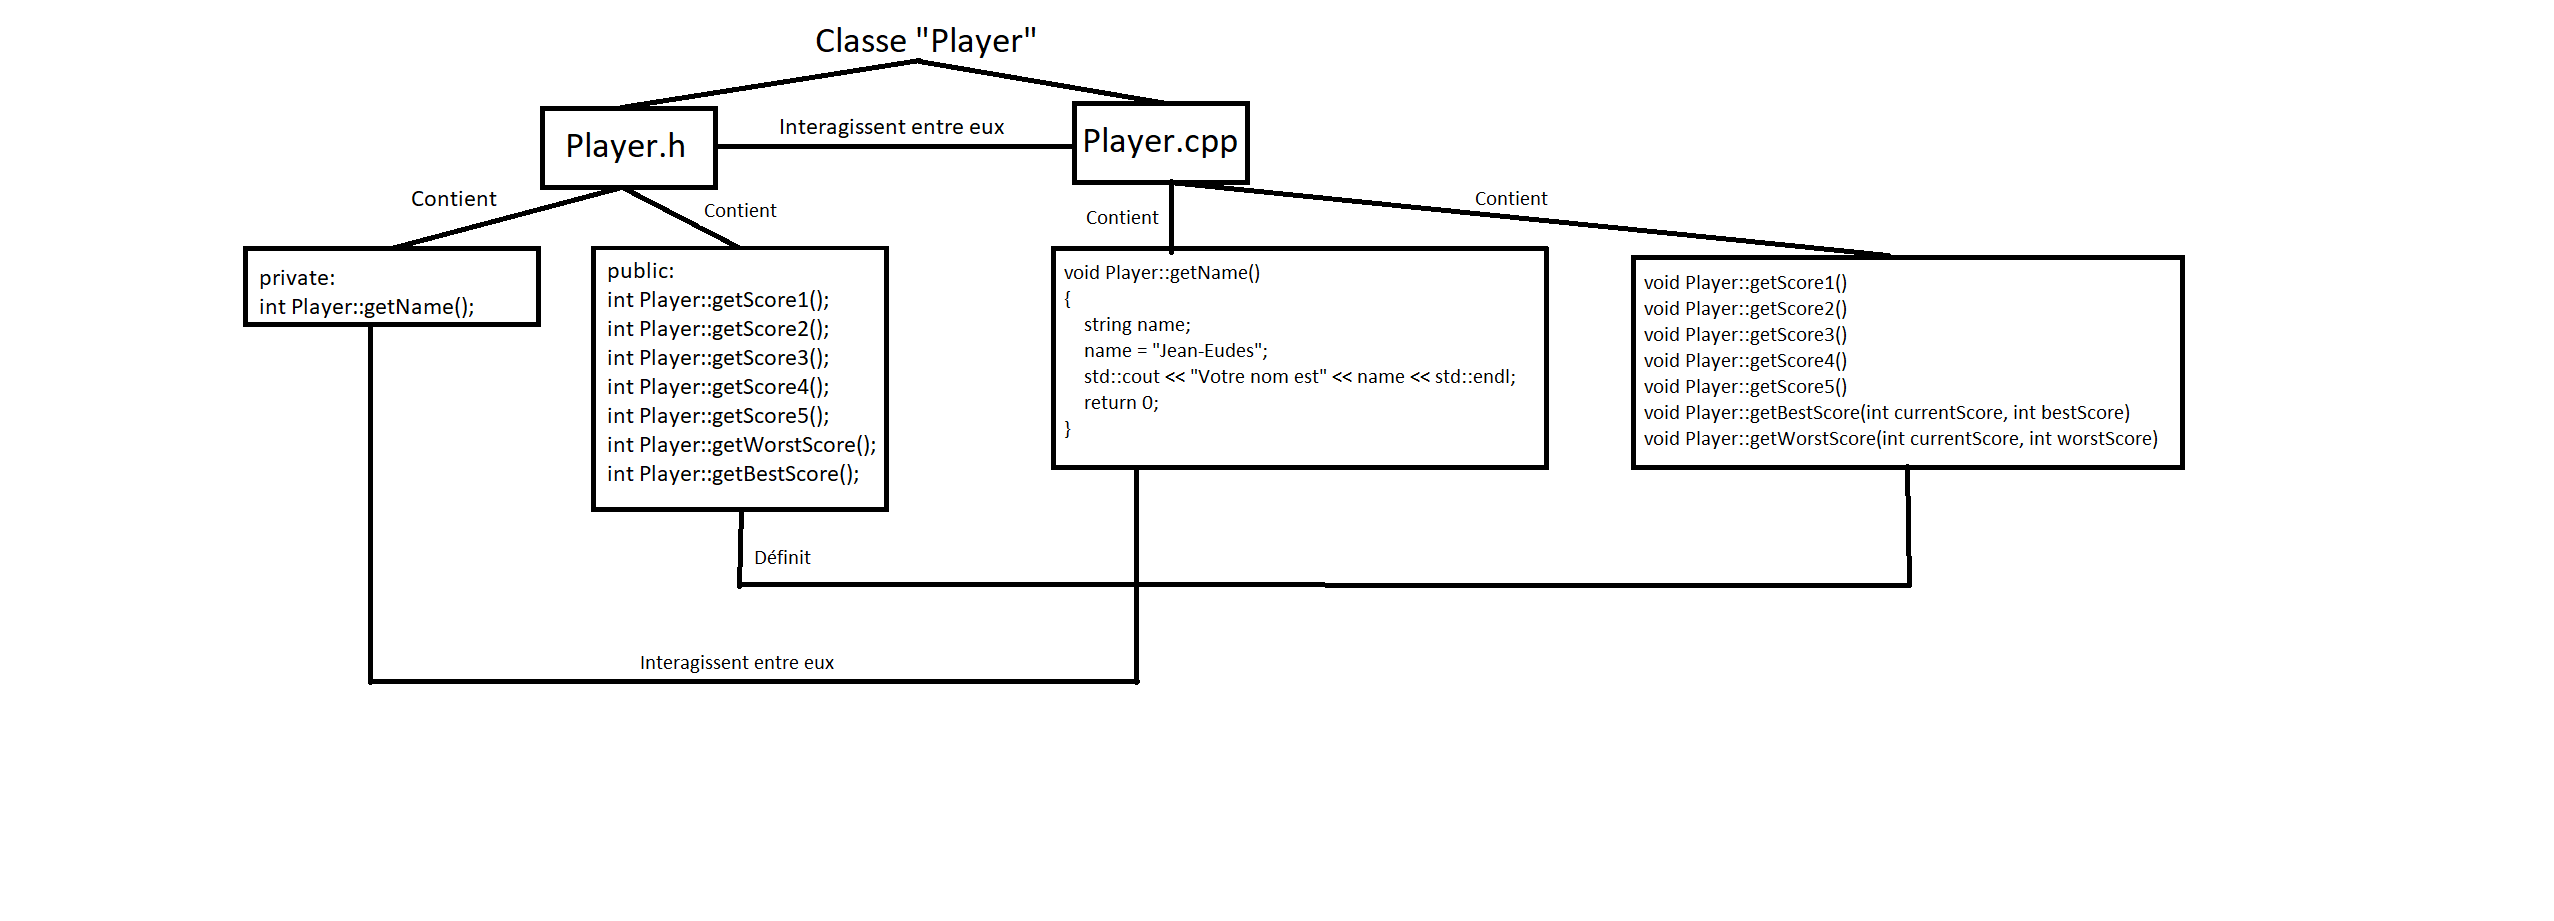 Classe "Player"
Player.h
Interagissent entre eux
Player.cpp
Contient
Contient
Contient
Contient
private:
int Player::getName();
public:
int Player::getScore1();
int Player::getScore2();
int Player::getScore3();
int Player::getScore4();
int Player::getScore5();
int Player::getWorstScore();
int Player::getBestScore();
void Player::getName()
{
string name;
name = "Jean-Eudes";
std::cout << "Votre nom est" << name << std::endl;
return 0;
}
void Player::getScore1()
void Player::getScore2()
void Player::getScore3()
void Player::getScore4()
void Player::getScore5()
void Player::getBestScore(int currentScore, int bestScore)
void Player::getWorstScore(int currentScore, int worstScore)
Définit
Interagissent entre eux